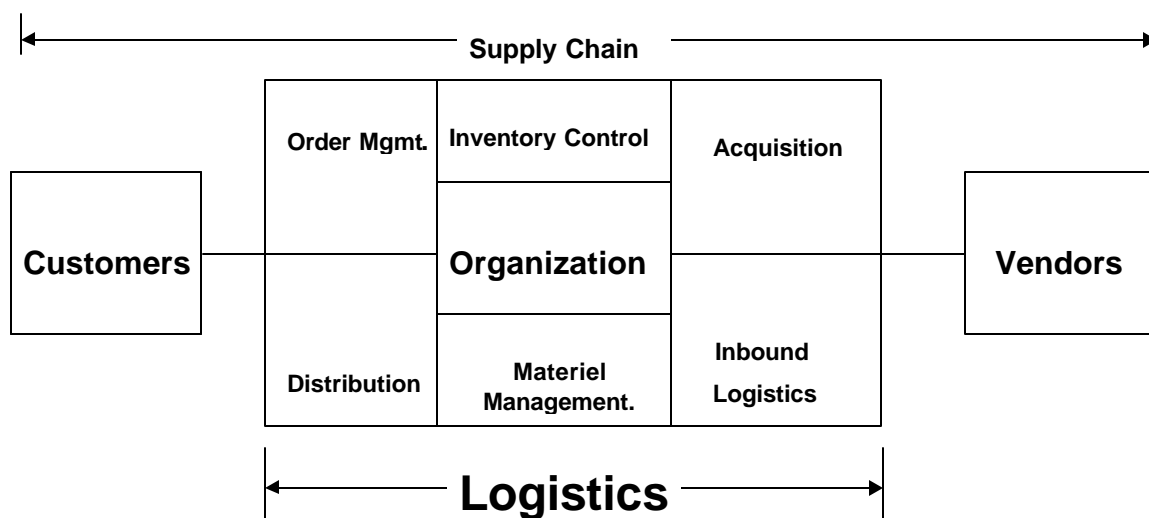 Supply Chain
Order Mgmt.
Inventory Control
Acquisition
Customers
Organization
Vendors
Distribution
Materiel
Management.
Inbound
Logistics
Logistics